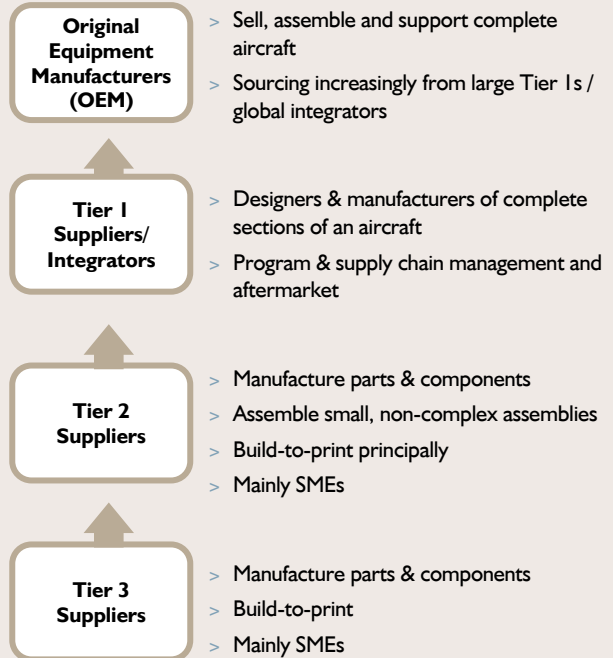 Original
Equipment
Manufacturers
(OEM)
> Sell, assemble and support complete
aircraft
> Sourcing increasingly from large Tier 1s /
global integrators
Tier 1
Suppliers/
Integrators
> Designers & manufacturers of complete
sections of an aircraft
> Program & supply chain management and
aftermarket
Tier 2
Suppliers
> Manufacture parts & components
> Assemble small, non-complex assemblies
> Build-to-print principally
> Mainly SMEs
Tier 3
Suppliers
> Manufacture parts & components
> Build-to-print
> Mainly SMEs